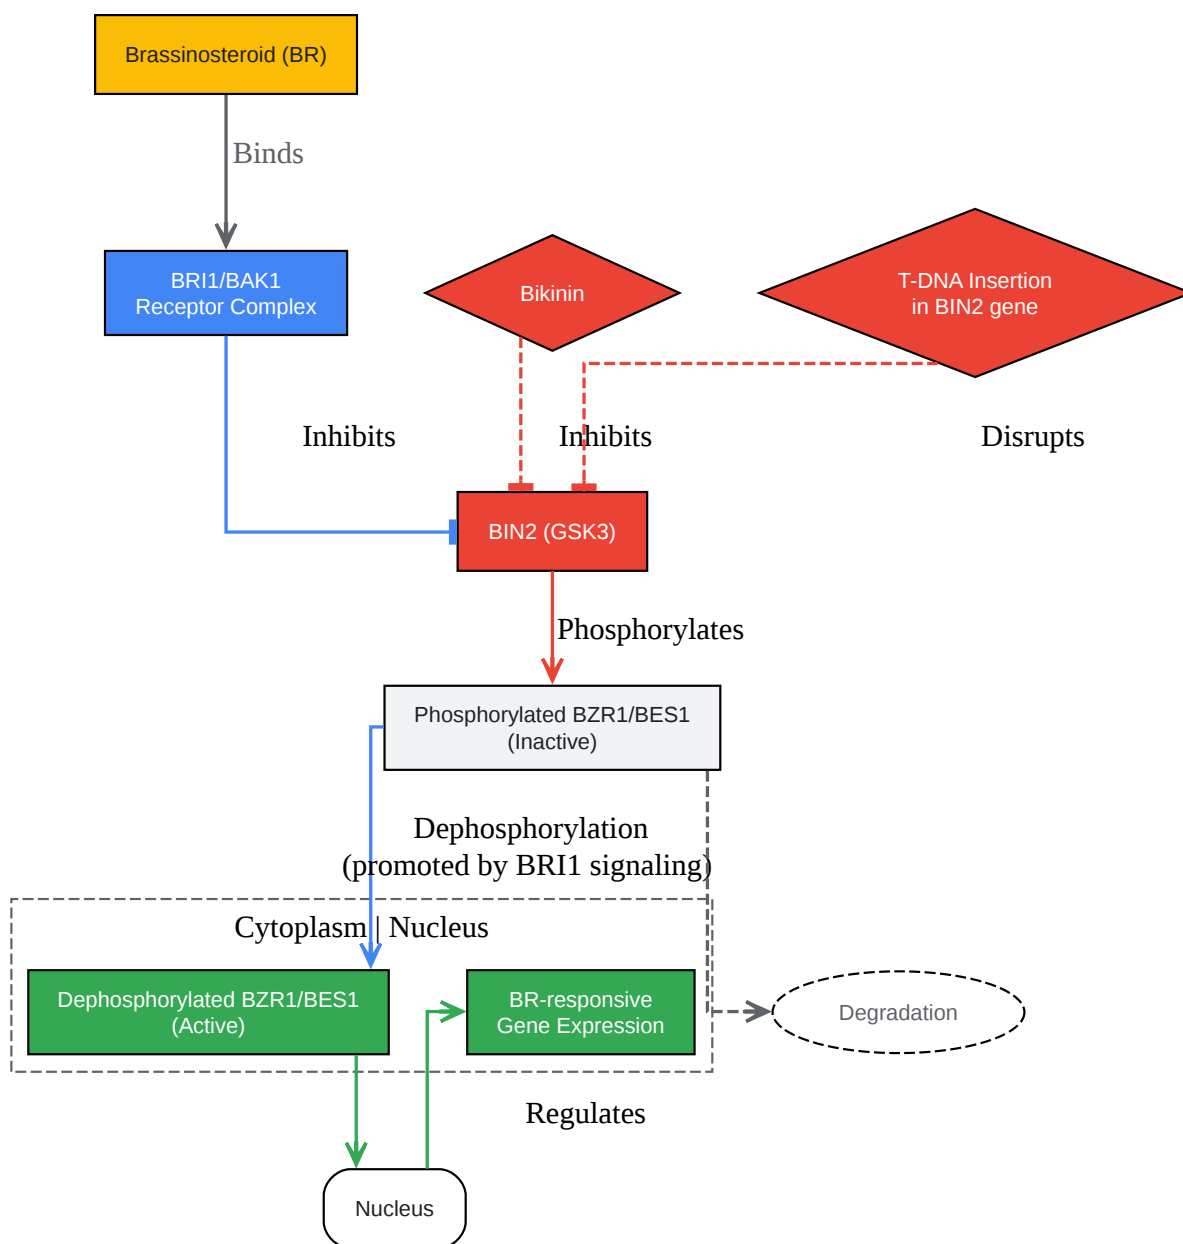 Brassinosteroid (BR)
Binds
BRI1/BAK1
Receptor Complex
Bikinin
T-DNA Insertion
in BIN2 gene
Inhibits
Inhibits
Disrupts
BIN2 (GSK3)
Phosphorylates
Phosphorylated BZR1/BES1
(Inactive)
Dephosphorylation
(promoted by BRI1 signaling)
Cytoplasm | Nucleus
Dephosphorylated BZR1/BES1
(Active)
BR-responsive
Gene Expression
Degradation
Regulates
Nucleus